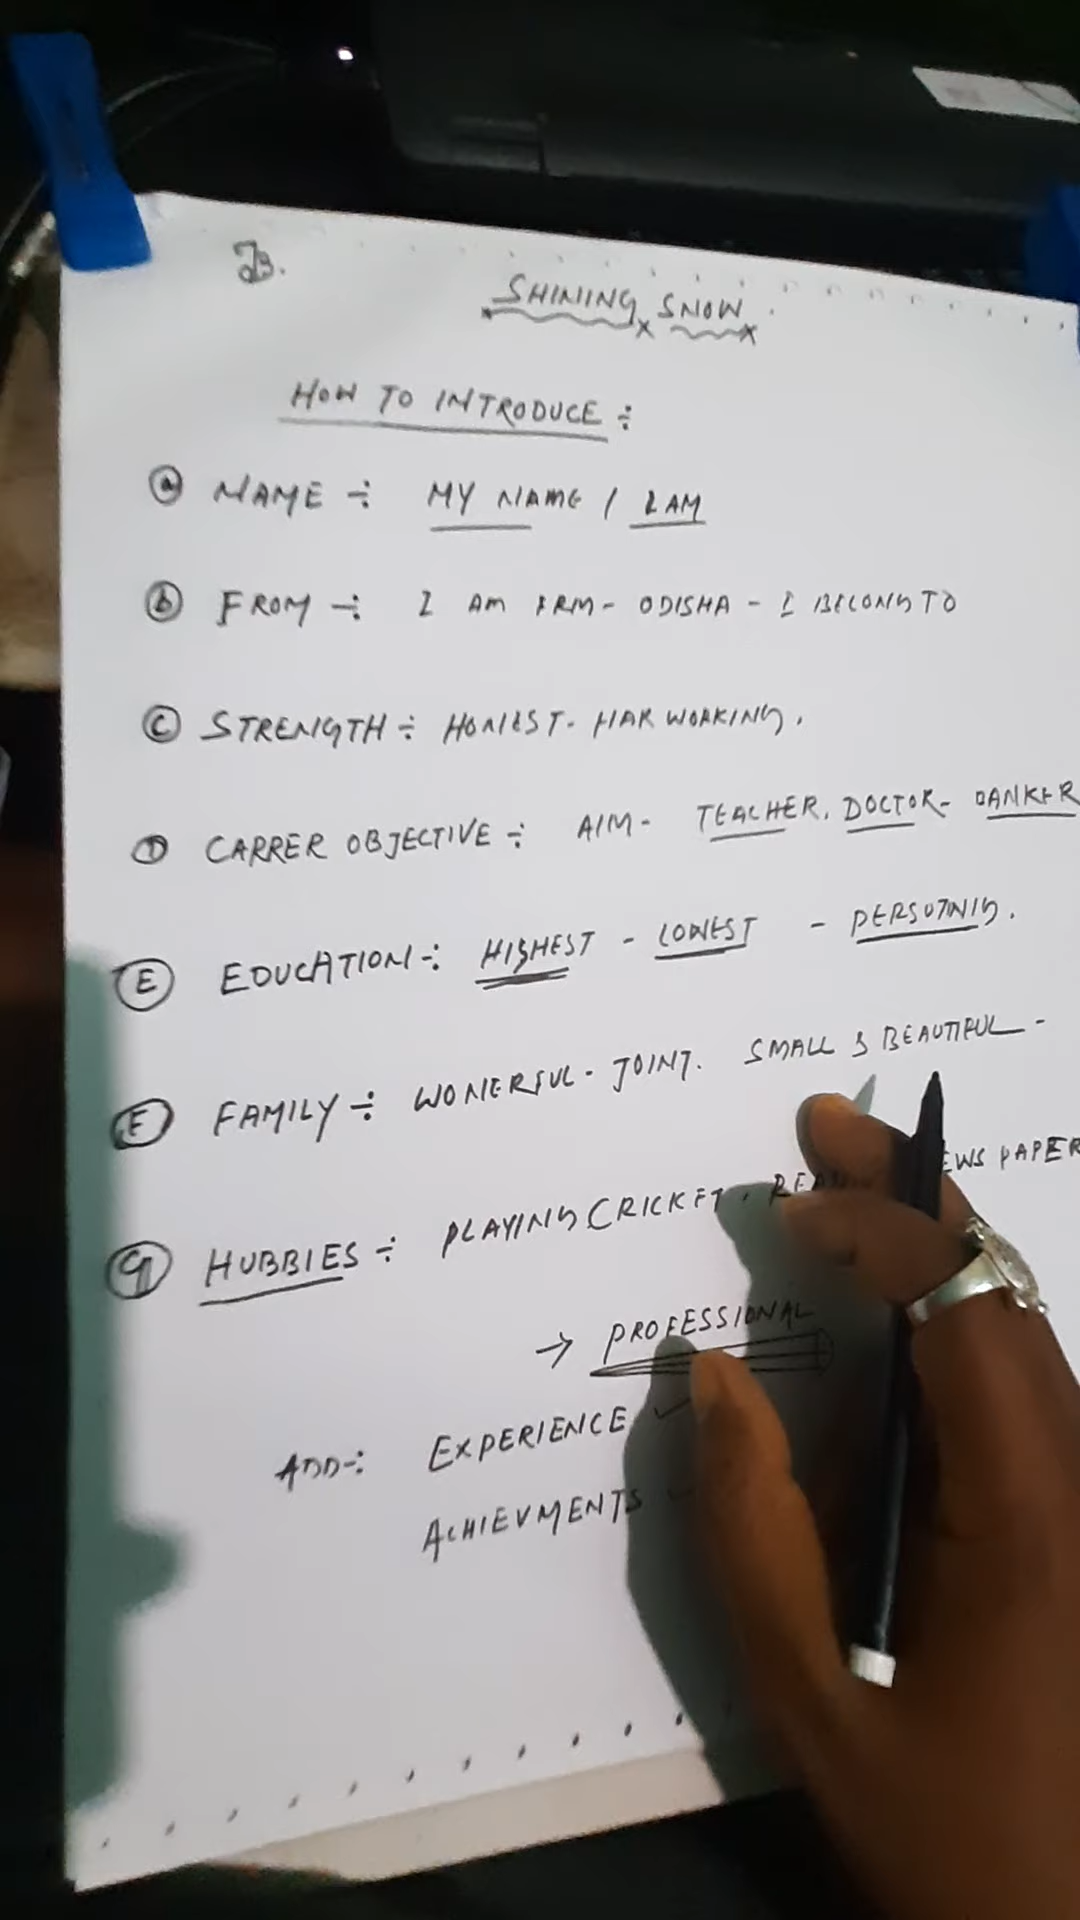 SHINING SNOW.
HOW TO INTRODUCE ÷
ⓐ NAME ÷ MY NAME / I AM
ⓑ FROM ÷ I AM FRM - ODISHA - I BELONG TO
Ⓒ STRENGTH ÷ HONEST - HAR WORKING.
Ⓓ CARRER OBJECTIVE ÷ AIM - TEACHER, DOCTOR - BANKER
Ⓔ EDUCATION ÷ HIGHEST - LOWEST -
Ⓕ FAMILY ÷ WONERFUL - JOINT. SMALL & BEAUTIFUL -
Ⓖ HUBBIES ÷ PLAYING CRICKET. PAPER
→ PROFESSIONAL
ADD ÷ EXPERIENCE ✓
ACHIEVMENTS